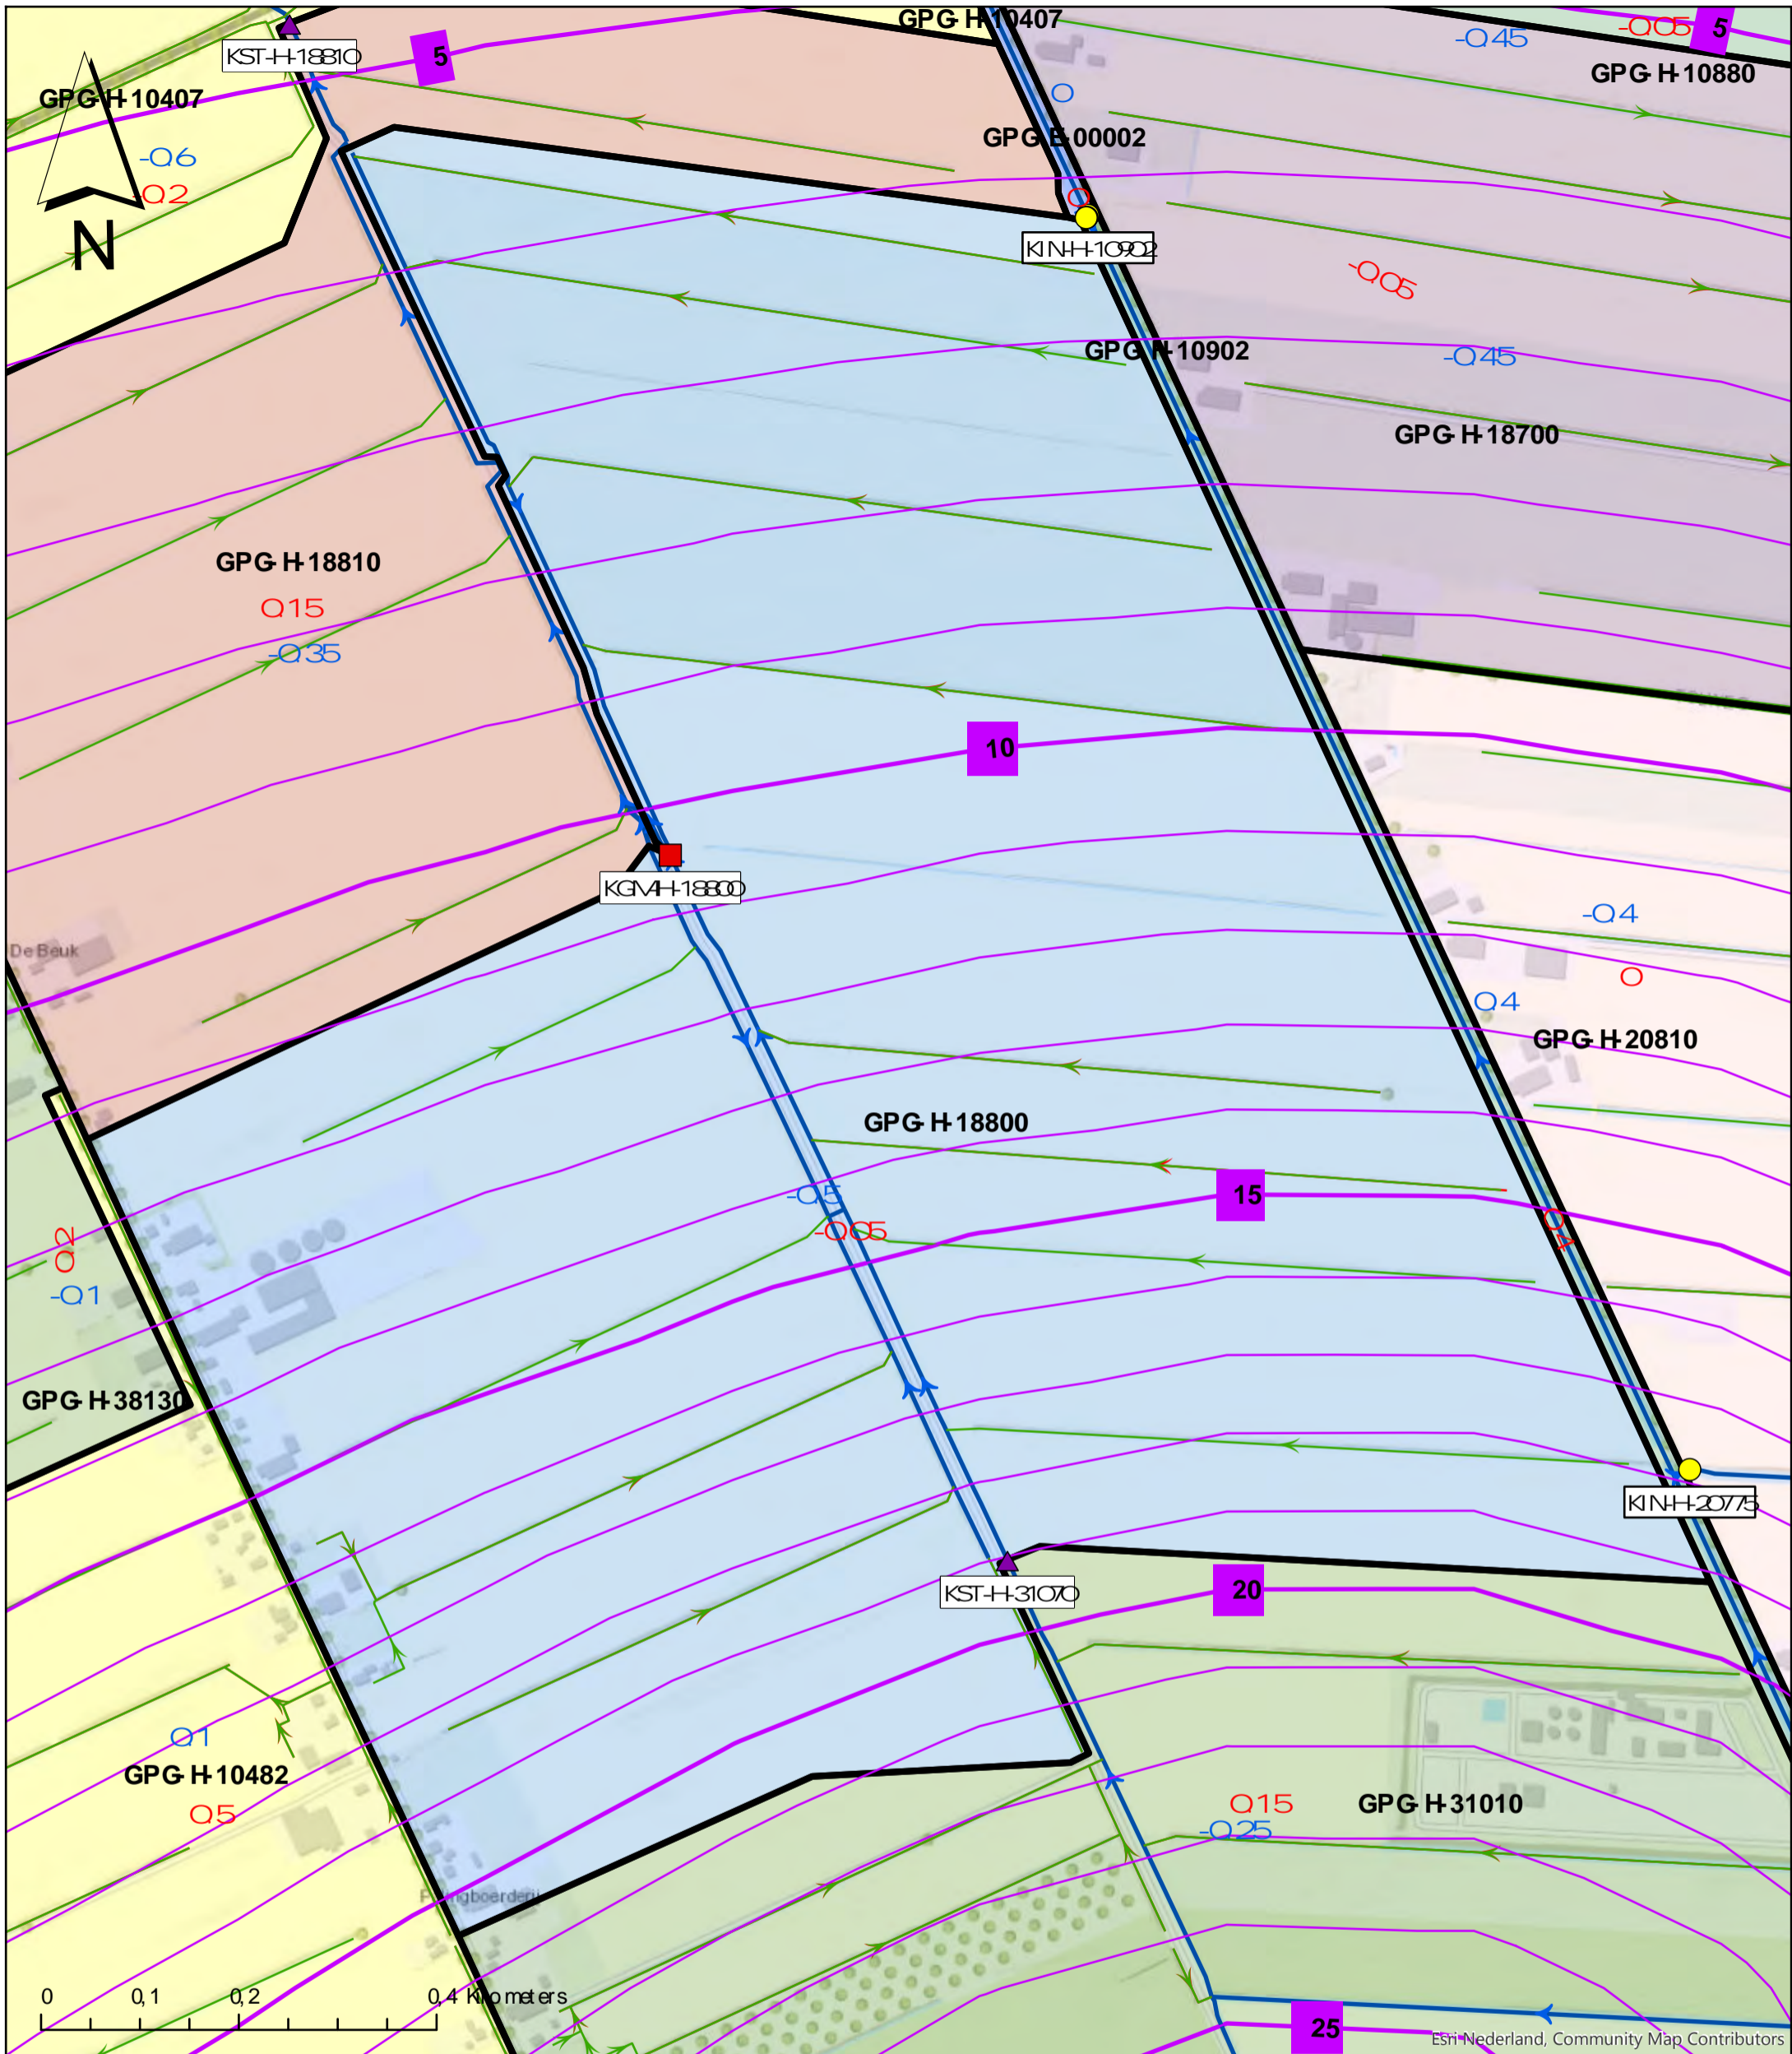 GPG-H-10407
KST-H-18810
5
-0.45
-0.05
5
GPG-H-10880
GPG-H-10407
0
-0.6
0.2
GPG-E-00002
N
0
KIN-H-10902
-0.05
GPG-H-10902
-0.45
GPG-H-18700
GPG-H-18810
0.15
-0.35
10
KGM-H-18800
De Beuk
-0.4
0
0.4
GPG-H-20810
GPG-H-18800
-0.5
-0.05
15
0.4
0.2
-0.1
GPG-H-38130
KIN-H-20775
KST-H-31070
20
0.1
GPG-H-10482
0.5
0.15
GPG-H-31010
-0.25
0 0,1 0,2 0,4 Kilometers
25
Esri Nederland, Community Map Contributors